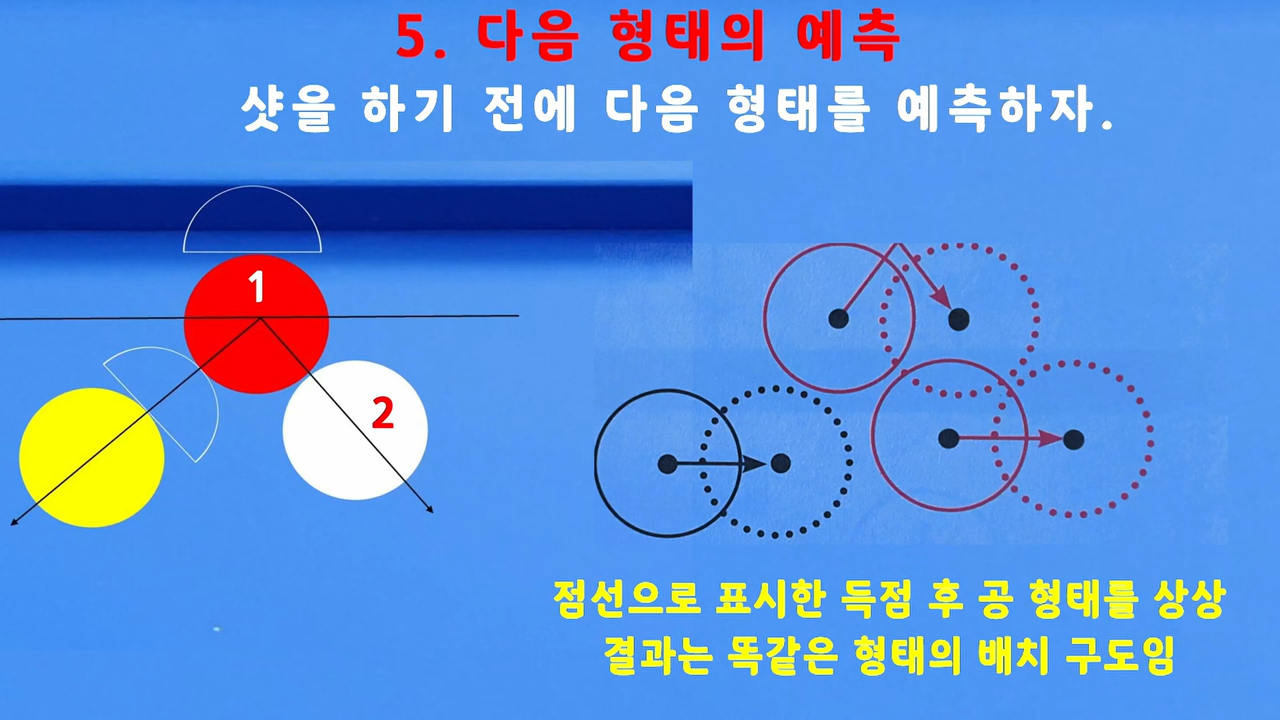 5. 다음 형태의 예측
샷을 하기 전에 다음 형태를 예측하자.
1
2
점선으로 표시한 득점 후 공 형태를 상상
결과는 똑같은 형태의 배치 구도임